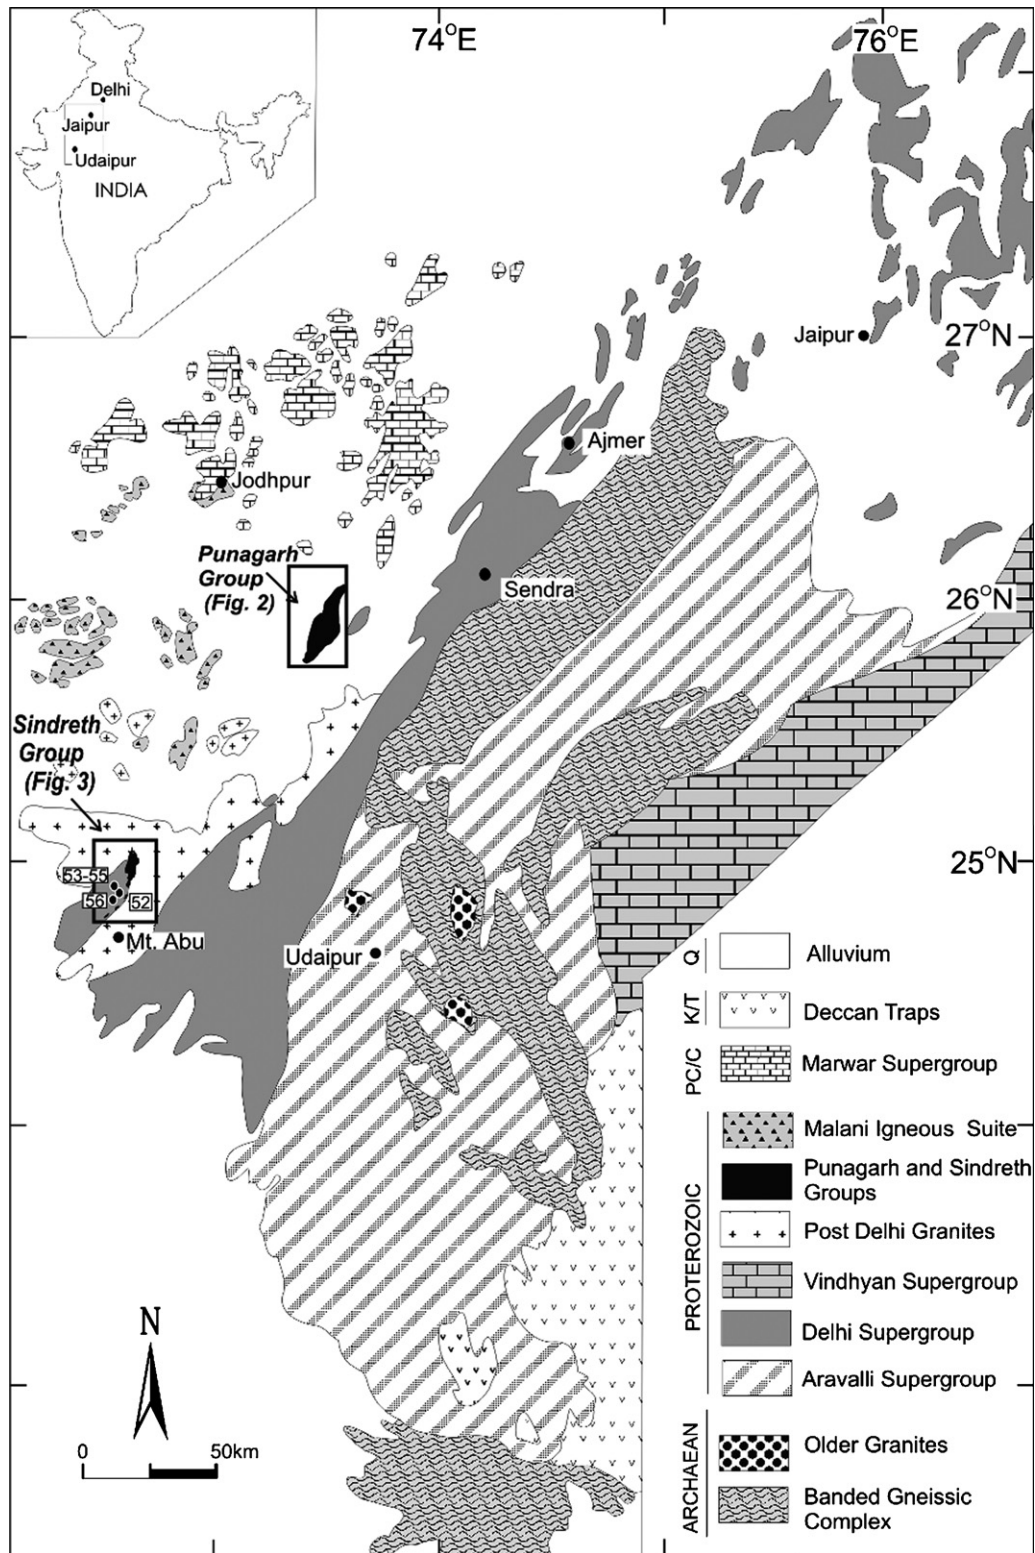 74°E
76°E
Delhi
Jaipur
Udaipur
INDIA
Jaipur
27°N
Ajmer
Jodhpur
Punagarh
Group
(Fig. 2)
Sendra
26°N
Sindreth
Group
(Fig. 3)
25°N
53-55
56
52
Mt. Abu
Udaipur
Q
Alluvium
K/T
Deccan Traps
PC/C
Marwar Supergroup
PROTEROZOIC
Malani Igneous Suite
Punagarh and Sindreth
Groups
Post Delhi Granites
Vindhyan Supergroup
Delhi Supergroup
Aravalli Supergroup
ARCHAEAN
Older Granites
Banded Gneissic
Complex
N
0
50km